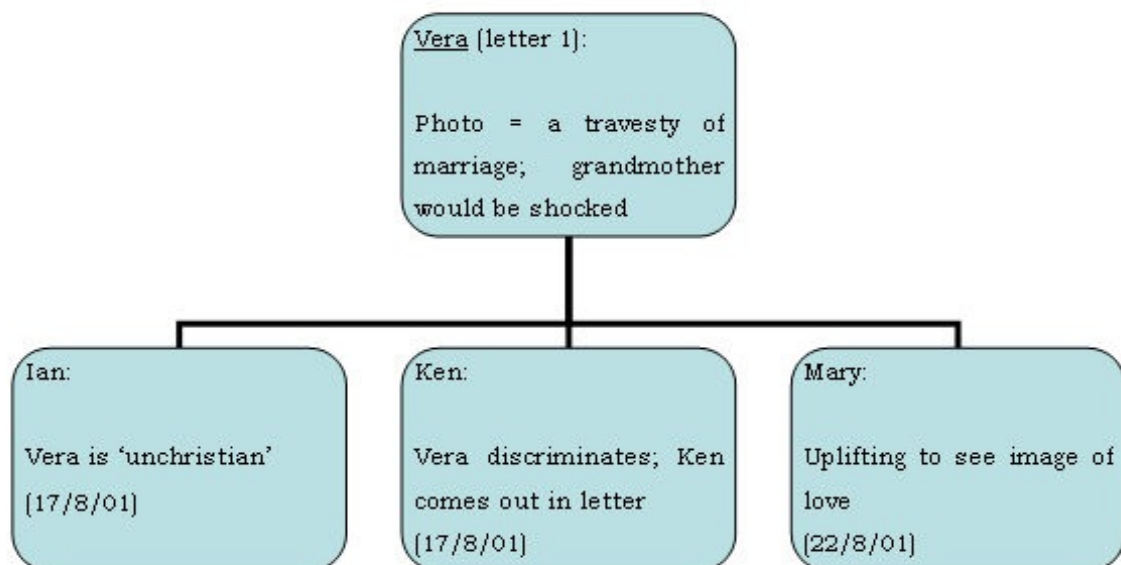 Vera (letter 1):
Photo = a travesty of
marriage; grandmother
would be shocked
Ian:
Vera is ‘unchristian’
(17/8/01)
Ken:
Vera discriminates; Ken
comes out in letter
(17/8/01)
Mary:
Uplifting to see image of
love
(22/8/01)